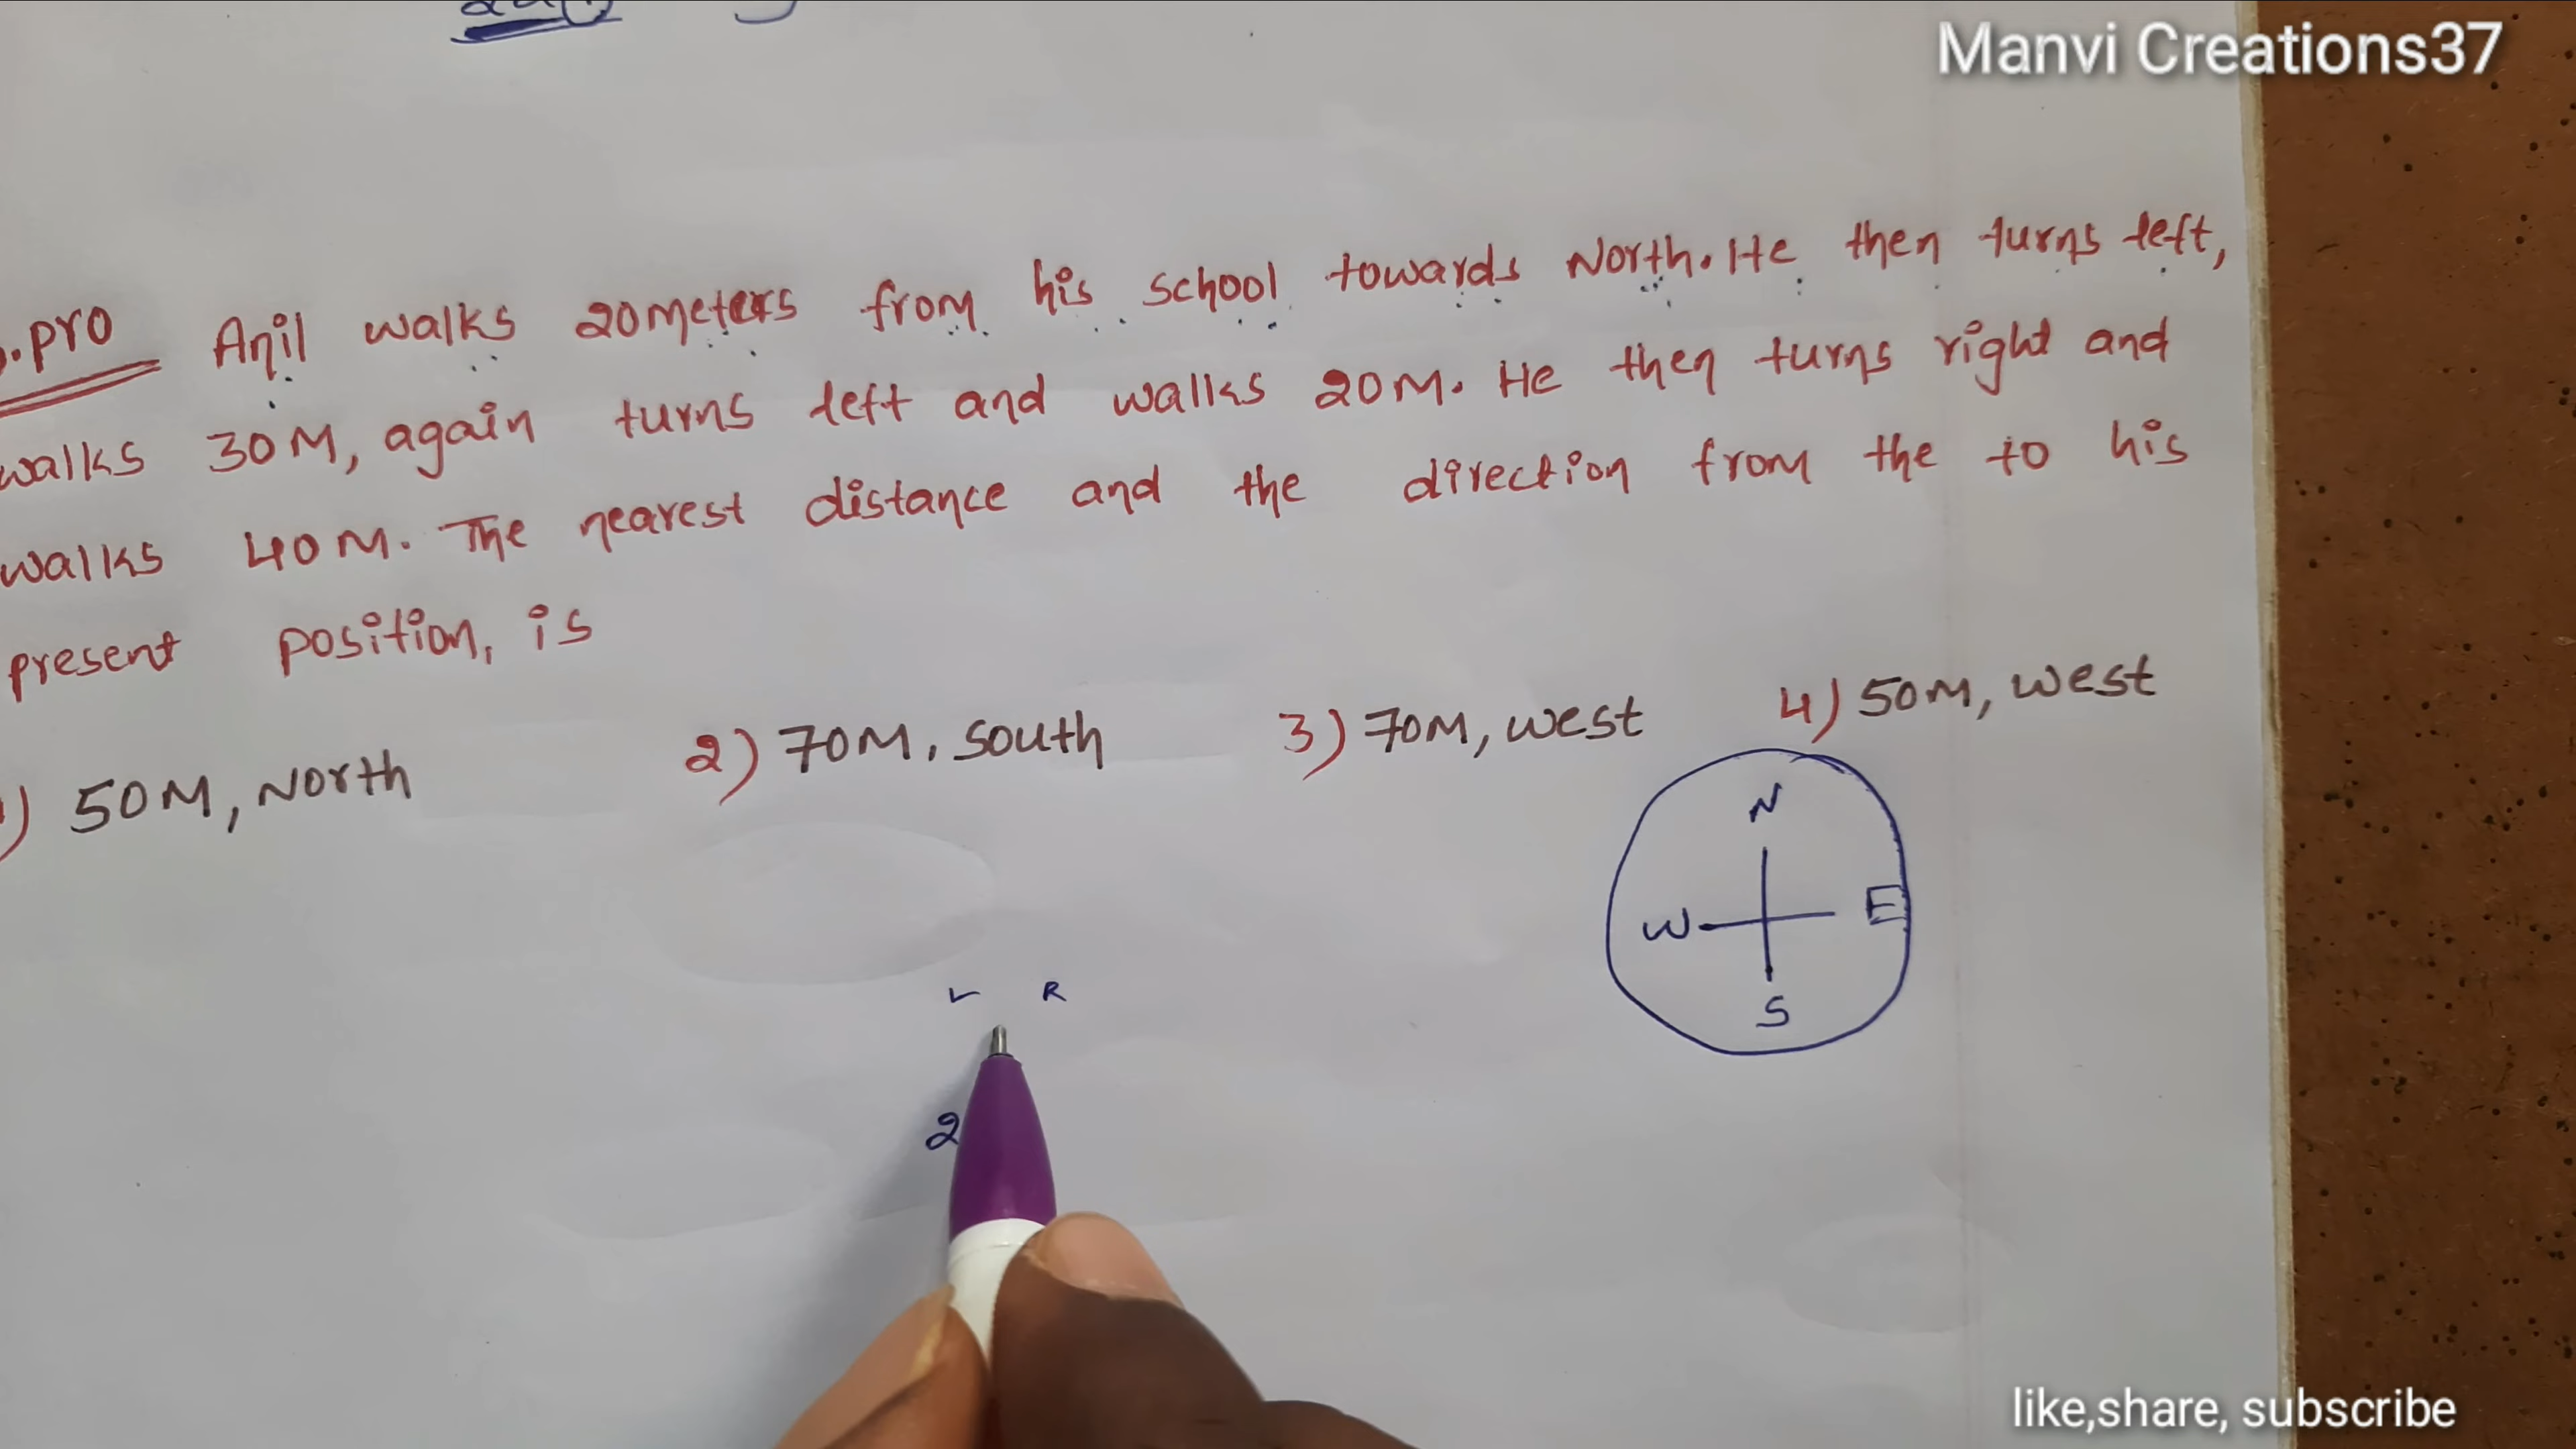 Manvi Creations37
.pro Anil walks 20meters from his school towards North. He then turns left,
walks 30M, again turns left and walks 20M. He then turns right and
walks 40M. The nearest distance and the direction from the to his
present position, is
) 50M, North 2) 70M, south 3) 70M, west 4) 50M, west
N
W E
S
L R
2
like,share, subscribe